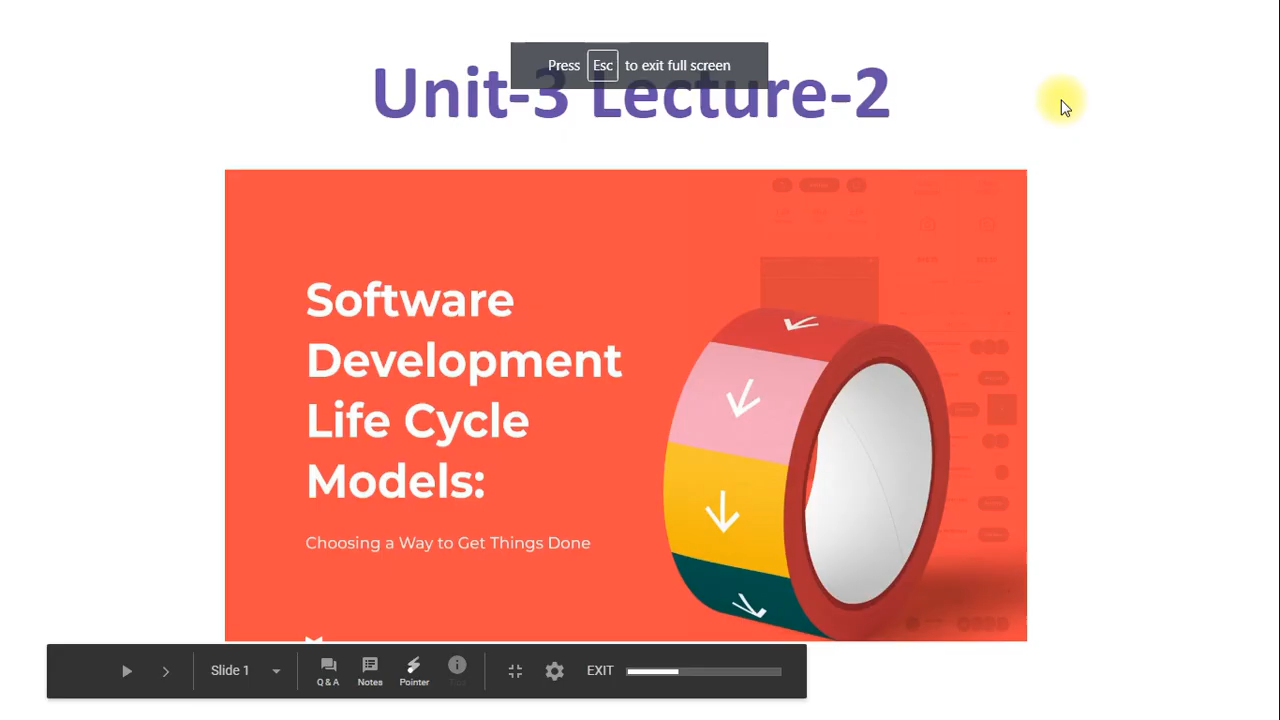 Press Esc to exit full screen
Unit-3 Lecture-2
Software
Development
Life Cycle
Models:
Choosing a Way to Get Things Done
Slide 1
EXIT
Q & A
Notes
Pointer